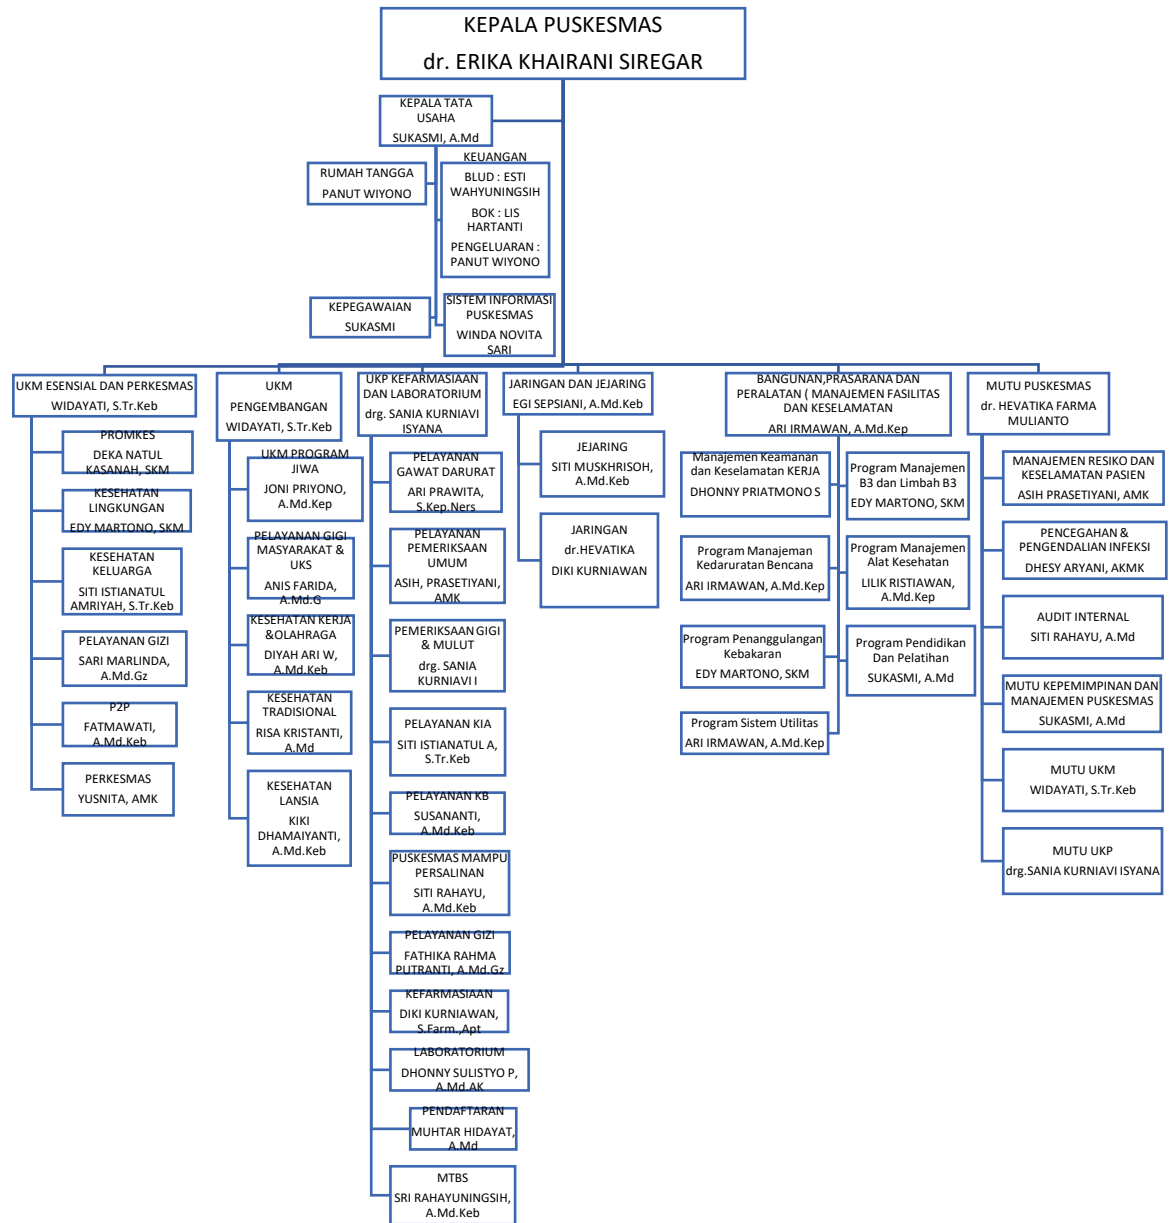 KEPALA PUSKESMAS
dr. ERIKA KHAIRANI SIREGAR
KEPALA TATA
USAHA
SUKASMI, A.Md
RUMAH TANGGA
PANUT WIYONO
KEUANGAN
BLUD : ESTI
WAHYUNINGSIH
BOK : LIS
HARTANTI
PENGELUARAN :
PANUT WIYONO
KEPEGAWAIAN
SUKASMI
SISTEM INFORMASI
PUSKESMAS
WINDA NOVITA
SARI
UKM ESENSIAL DAN PERKESMAS
WIDAYATI, S.Tr.Keb
PROMKES
DEKA NATUL
KASANAH, SKM
KESEHATAN
LINGKUNGAN
EDY MARTONO, SKM
KESEHATAN
KELUARGA
SITI ISTIANATUL
AMRIYAH, S.Tr.Keb
PELAYANAN GIZI
SARI MARLINDA,
A.Md.Gz
P2P
FATMAWATI,
A.Md.Keb
PERKESMAS
YUSNITA, AMK
UKM
PENGEMBANGAN
WIDAYATI, S.Tr.Keb
UKM PROGRAM
JIWA
JONI PRIYONO,
A.Md.Kep
PELAYANAN GIGI
MASYARAKAT &
UKS
ANIS FARIDA,
A.Md.G
KESEHATAN KERJA
&OLAHRAGA
DIYAH ARI W,
A.Md.Keb
KESEHATAN
TRADISIONAL
RISA KRISTANTI,
A.Md
KESEHATAN
LANSIA
KIKI
DHAMAIYANTI,
A.Md.Keb
UKP KEFARMASIAAN
DAN LABORATORIUM
drg. SANIA KURNIAVI
ISYANA
PELAYANAN
GAWAT DARURAT
ARI PRAWITA,
S.Kep.Ners
PELAYANAN
PEMERIKSAAN
UMUM
ASIH, PRASETIYANI,
AMK
PEMERIKSAAN GIGI
& MULUT
drg. SANIA
KURNIAVI I
PELAYANAN KIA
SITI ISTIANATUL A,
S.Tr.Keb
PELAYANAN KB
SUSANANTI,
A.Md.Keb
PUSKESMAS MAMPU
PERSALINAN
SITI RAHAYU,
A.Md.Keb
PELAYANAN GIZI
FATHIKA RAHMA
PUTRANTI, A.Md.Gz
KEFARMASIAAN
DIKI KURNIAWAN,
S.Farm.,Apt
LABORATORIUM
DHONNY SULISTYO P,
A.Md.AK
PENDAFTARAN
MUHTAR HIDAYAT,
A.Md
MTBS
SRI RAHAYUNINGSIH,
A.Md.Keb
JARINGAN DAN JEJARING
EGI SEPSIANI, A.Md.Keb
JEJARING
SITI MUSKHRISOH,
A.Md.Keb
JARINGAN
dr.HEVATIKA
DIKI KURNIAWAN
BANGUNAN,PRASARANA DAN
PERALATAN ( MANAJEMEN FASILITAS
DAN KESELAMATAN
ARI IRMAWAN, A.Md.Kep
Manajemen Keamanan
dan Keselamatan KERJA
DHONNY PRIATMONO S
Program Manajemen
B3 dan Limbah B3
EDY MARTONO, SKM
Program Manajeman
Kedaruratan Bencana
ARI IRMAWAN, A.Md.Kep
Program Manajemen
Alat Kesehatan
LILIK RISTIAWAN,
A.Md.Kep
Program Penanggulangan
Kebakaran
EDY MARTONO, SKM
Program Pendidikan
Dan Pelatihan
SUKASMI, A.Md
Program Sistem Utilitas
ARI IRMAWAN, A.Md.Kep
MUTU PUSKESMAS
dr. HEVATIKA FARMA
MULIANTO
MANAJEMEN RESIKO DAN
KESELAMATAN PASIEN
ASIH PRASETIYANI, AMK
PENCEGAHAN &
PENGENDALIAN INFEKSI
DHESY ARYANI, AKMK
AUDIT INTERNAL
SITI RAHAYU, A.Md
MUTU KEPEMIMPINAN DAN
MANAJEMEN PUSKESMAS
SUKASMI, A.Md
MUTU UKM
WIDAYATI, S.Tr.Keb
MUTU UKP
drg.SANIA KURNIAVI ISYANA